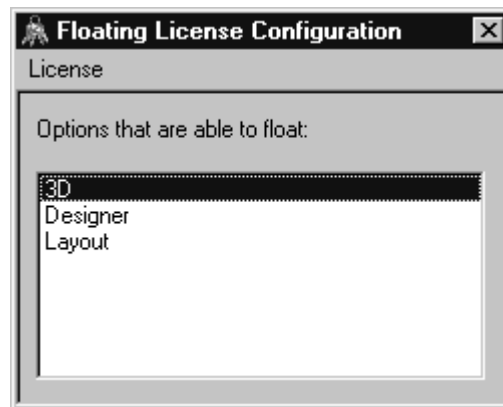 Floating License Configuration
License
Options that are able to float:
3D
Designer
Layout